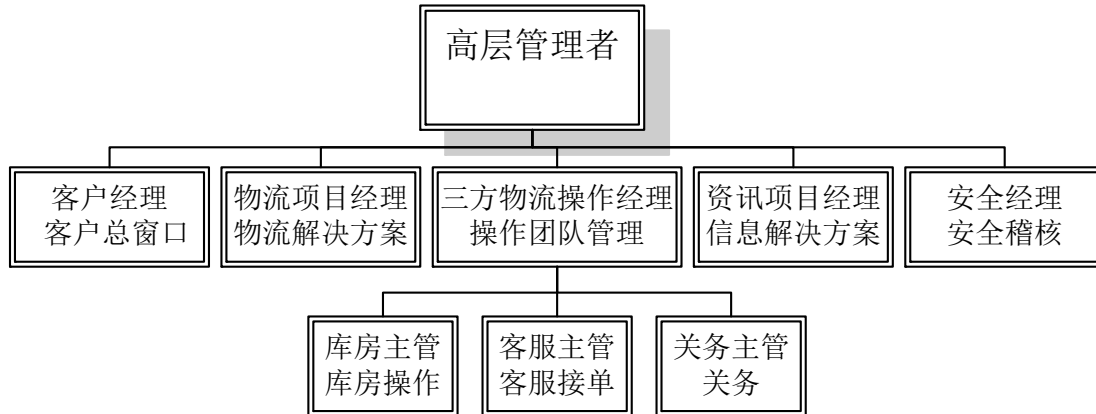 高层管理者
客户经理
客户总窗口
物流项目经理
物流解决方案
三方物流操作经理
操作团队管理
资讯项目经理
信息解决方案
安全经理
安全稽核
库房主管
库房操作
客服主管
客服接单
关务主管
关务